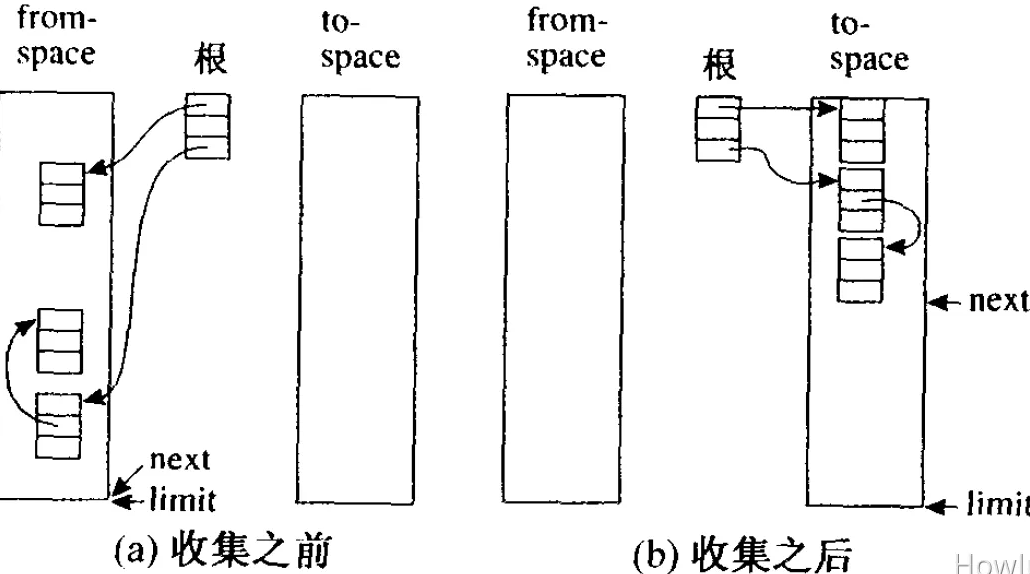 from-
space
根
to-
space
next
limit
(a) 收集之前
from-
space
根
to-
space
next
limit
(b) 收集之后